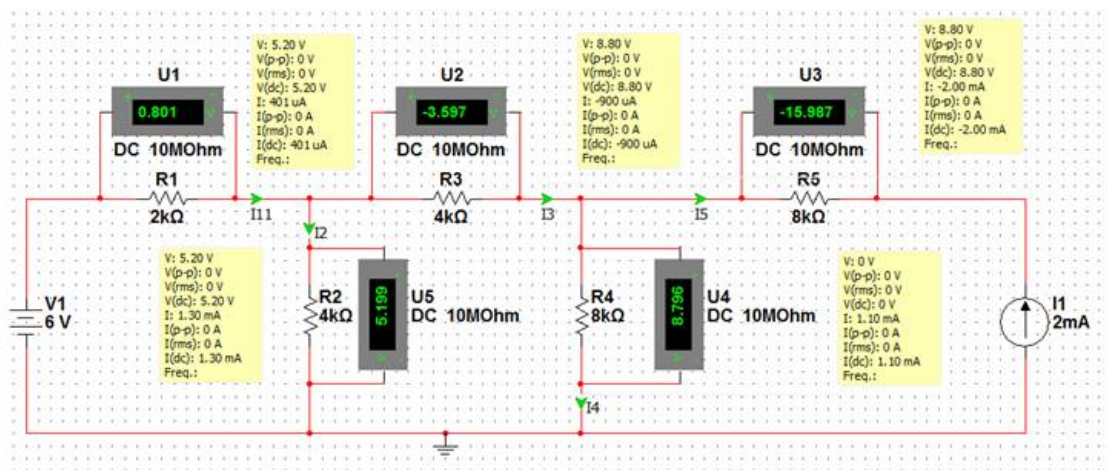 V: 5.20 V
V(p-p): 0 V
V(rms): 0 V
V(dc): 5.20 V
I: 401 uA
I(p-p): 0 A
I(rms): 0 A
I(dc): 401 uA
Freq.:
V: 8.80 V
V(p-p): 0 V
V(rms): 0 V
V(dc): 8.80 V
I: -900 uA
I(p-p): 0 A
I(rms): 0 A
I(dc): -900 uA
Freq.:
V: 8.80 V
V(p-p): 0 V
V(rms): 0 V
V(dc): 8.80 V
I: -2.00 mA
I(p-p): 0 A
I(rms): 0 A
I(dc): -2.00 mA
Freq.:
U1
+ -
0.801 V
DC 10MOhm
U2
+ -
-3.597 V
DC 10MOhm
U3
+ -
-15.987 V
DC 10MOhm
R1
2kΩ
I11
R3
4kΩ
I3
I5
R5
8kΩ
I2
V: 5.20 V
V(p-p): 0 V
V(rms): 0 V
V(dc): 5.20 V
I: 1.30 mA
I(p-p): 0 A
I(rms): 0 A
I(dc): 1.30 mA
Freq.:
V1
6 V
R2
4kΩ
5.199
U5
DC 10MOhm
R4
8kΩ
8.796
U4
DC 10MOhm
V: 0 V
V(p-p): 0 V
V(rms): 0 V
V(dc): 0 V
I: 1.10 mA
I(p-p): 0 A
I(rms): 0 A
I(dc): 1.10 mA
Freq.:
I1
2mA
I4